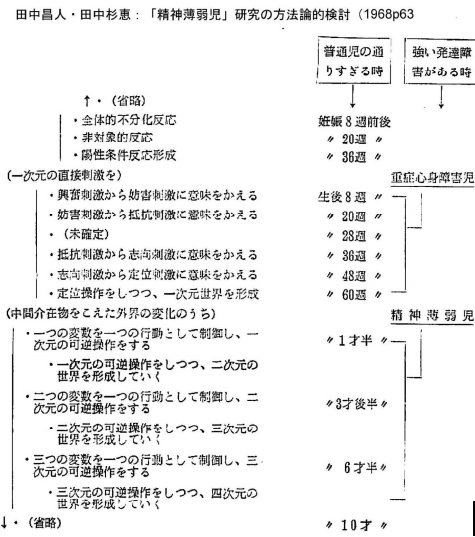 田中昌人・田中杉恵：「精神薄弱児」研究の方法論的検討（1968p63
普通児の通りすぎる時
強い発達障害がある時
↑・（省略）
・全体的不分化反応 妊娠8週前後
・非対象的反応 〃20週〃
・陽性条件反応形成 〃36週〃
(一次元の直接刺激を) 重症心身障害児
・興奮刺激から妨害刺激に意味をかえる 生後8週〃
・妨害刺激から抵抗刺激に意味をかえる 〃20週〃
・（未確定） 〃28週〃
・抵抗刺激から志向刺激に意味をかえる 〃36週〃
・志向刺激から定位刺激に意味をかえる 〃48週〃
・定位操作をしつつ、一次元世界を形成 〃60週〃
(中間介在物をこえた外界の変化のうち) 精神薄弱児
・一つの変数を一つの行動として制御し、一
次元の可逆操作をする 〃1才半〃
・一次元の可逆操作をしつつ、二次元の
世界を形成していく
・二つの変数を一つの行動として制御し、二
次元の可逆操作をする 〃3才後半〃
・二次元の可逆操作をしつつ、三次元の
世界を形成していく
・三つの変数を一つの行動として制御し、三
次元の可逆操作をする 〃6才半〃
・三次元の可逆操作をしつつ、四次元の
世界を形成していく
↓・（省略） 〃10才〃